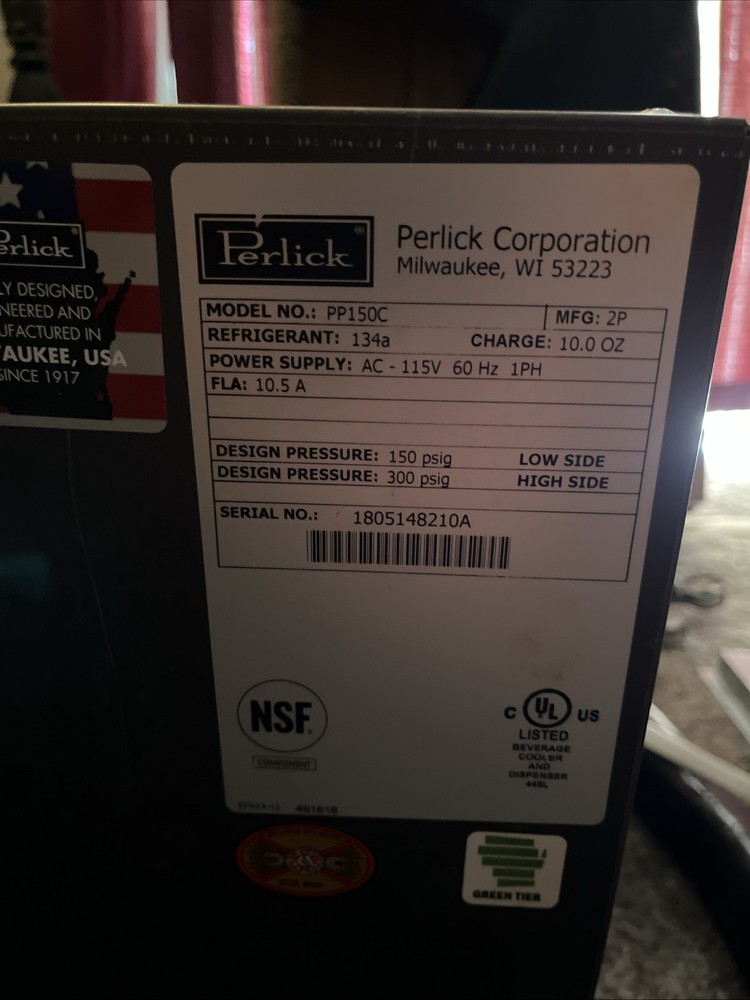 Perlick®
LY DESIGNED,
NEERED AND
UFACTURED IN
AUKEE, USA
SINCE 1917
Perlick®
Perlick Corporation
Milwaukee, WI 53223
MODEL NO.: PP150C MFG: 2P
REFRIGERANT: 134a CHARGE: 10.0 OZ
POWER SUPPLY: AC - 115V 60 Hz 1PH
FLA: 10.5 A
DESIGN PRESSURE: 150 psig LOW SIDE
DESIGN PRESSURE: 300 psig HIGH SIDE
SERIAL NO.: 1805148210A
NSF®
COMPONENT
C UL US
LISTED
BEVERAGE
COOLER
AND
DISPENSER
448L
GREEN TIER